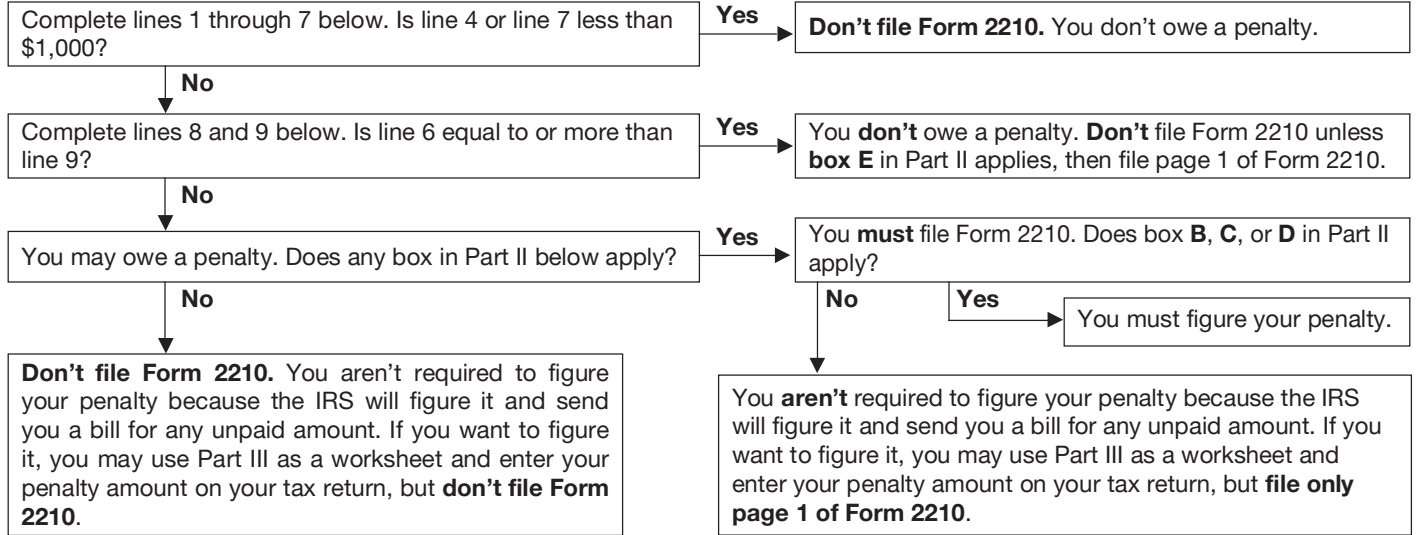 Complete lines 1 through 7 below. Is line 4 or line 7 less than
$1,000?
Yes
Don't file Form 2210. You don't owe a penalty.
No
Complete lines 8 and 9 below. Is line 6 equal to or more than
line 9?
Yes
You don't owe a penalty. Don't file Form 2210 unless
box E in Part II applies, then file page 1 of Form 2210.
No
You may owe a penalty. Does any box in Part II below apply?
Yes
You must file Form 2210. Does box B, C, or D in Part II
apply?
No
No
Yes
You must figure your penalty.
Don't file Form 2210. You aren't required to figure
your penalty because the IRS will figure it and send
you a bill for any unpaid amount. If you want to figure
it, you may use Part III as a worksheet and enter your
penalty amount on your tax return, but don't file Form
2210.
You aren't required to figure your penalty because the IRS
will figure it and send you a bill for any unpaid amount. If you
want to figure it, you may use Part III as a worksheet and
enter your penalty amount on your tax return, but file only
page 1 of Form 2210.